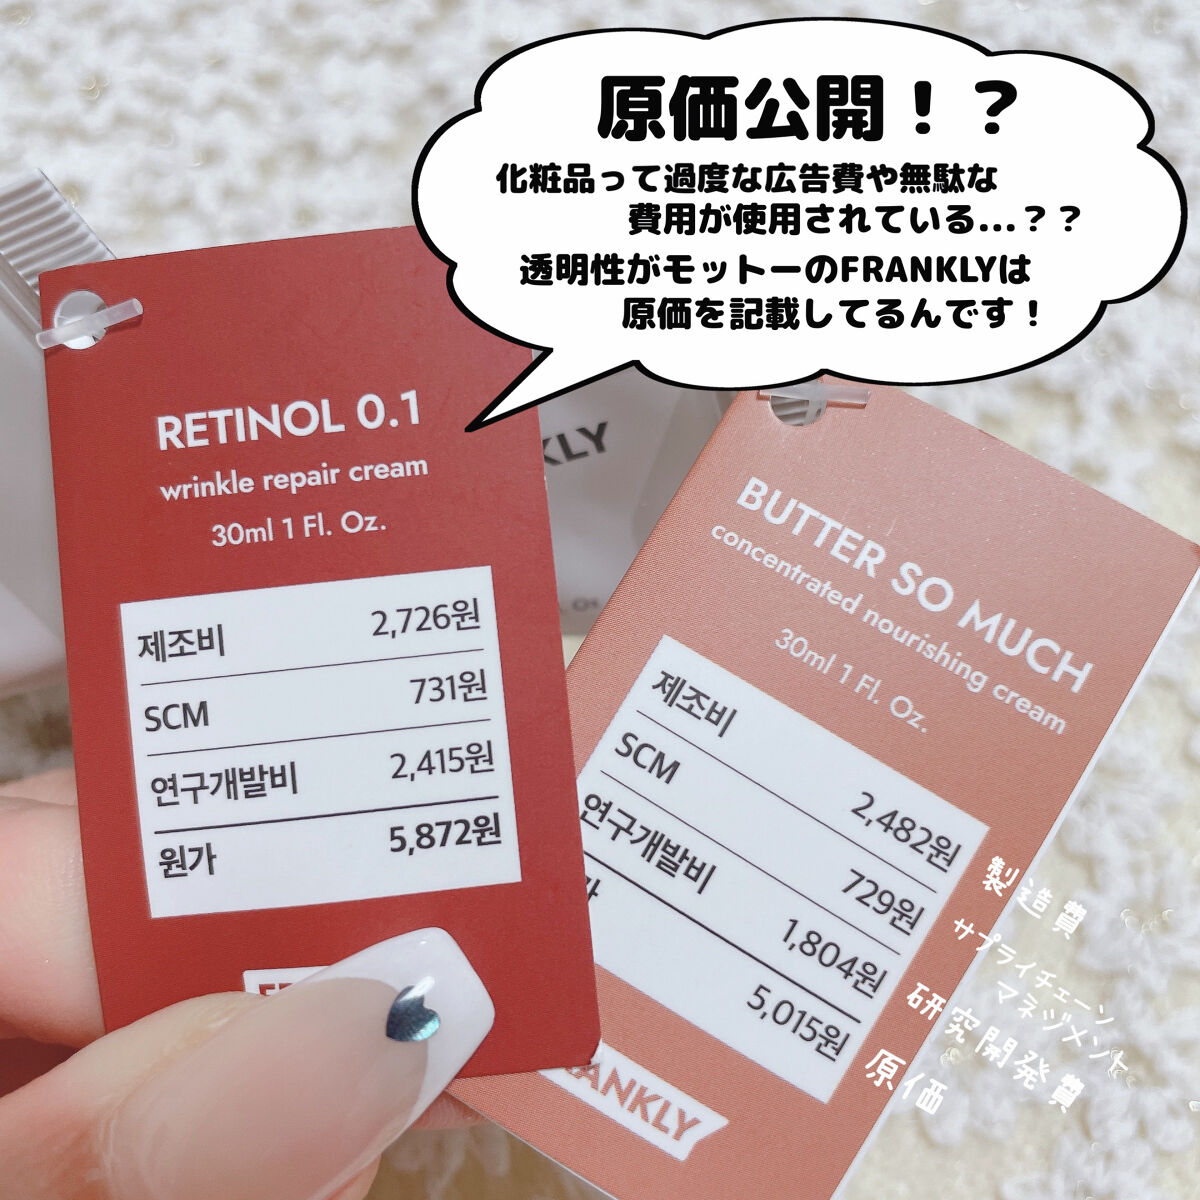 原価公開！？
化粧品って過度な広告費や無駄な
費用が使用されている...？？
透明性がモットーのFRANKLYは
原価を記載してるんです！
KLY
RETINOL 0.1
wrinkle repair cream
30ml 1 Fl. Oz.
제조비 2,726원
SCM 731원
연구개발비 2,415원
원가 5,872원
BUTTER SO MUCH
concentrated nourishing cream
30ml 1 Fl. Oz.
제조비 2,482원
SCM 729원
연구개발비 1,804원
가 5,015원
RANKLY
製造費
サプライチェーン
マネジメント
研究開発費
原価